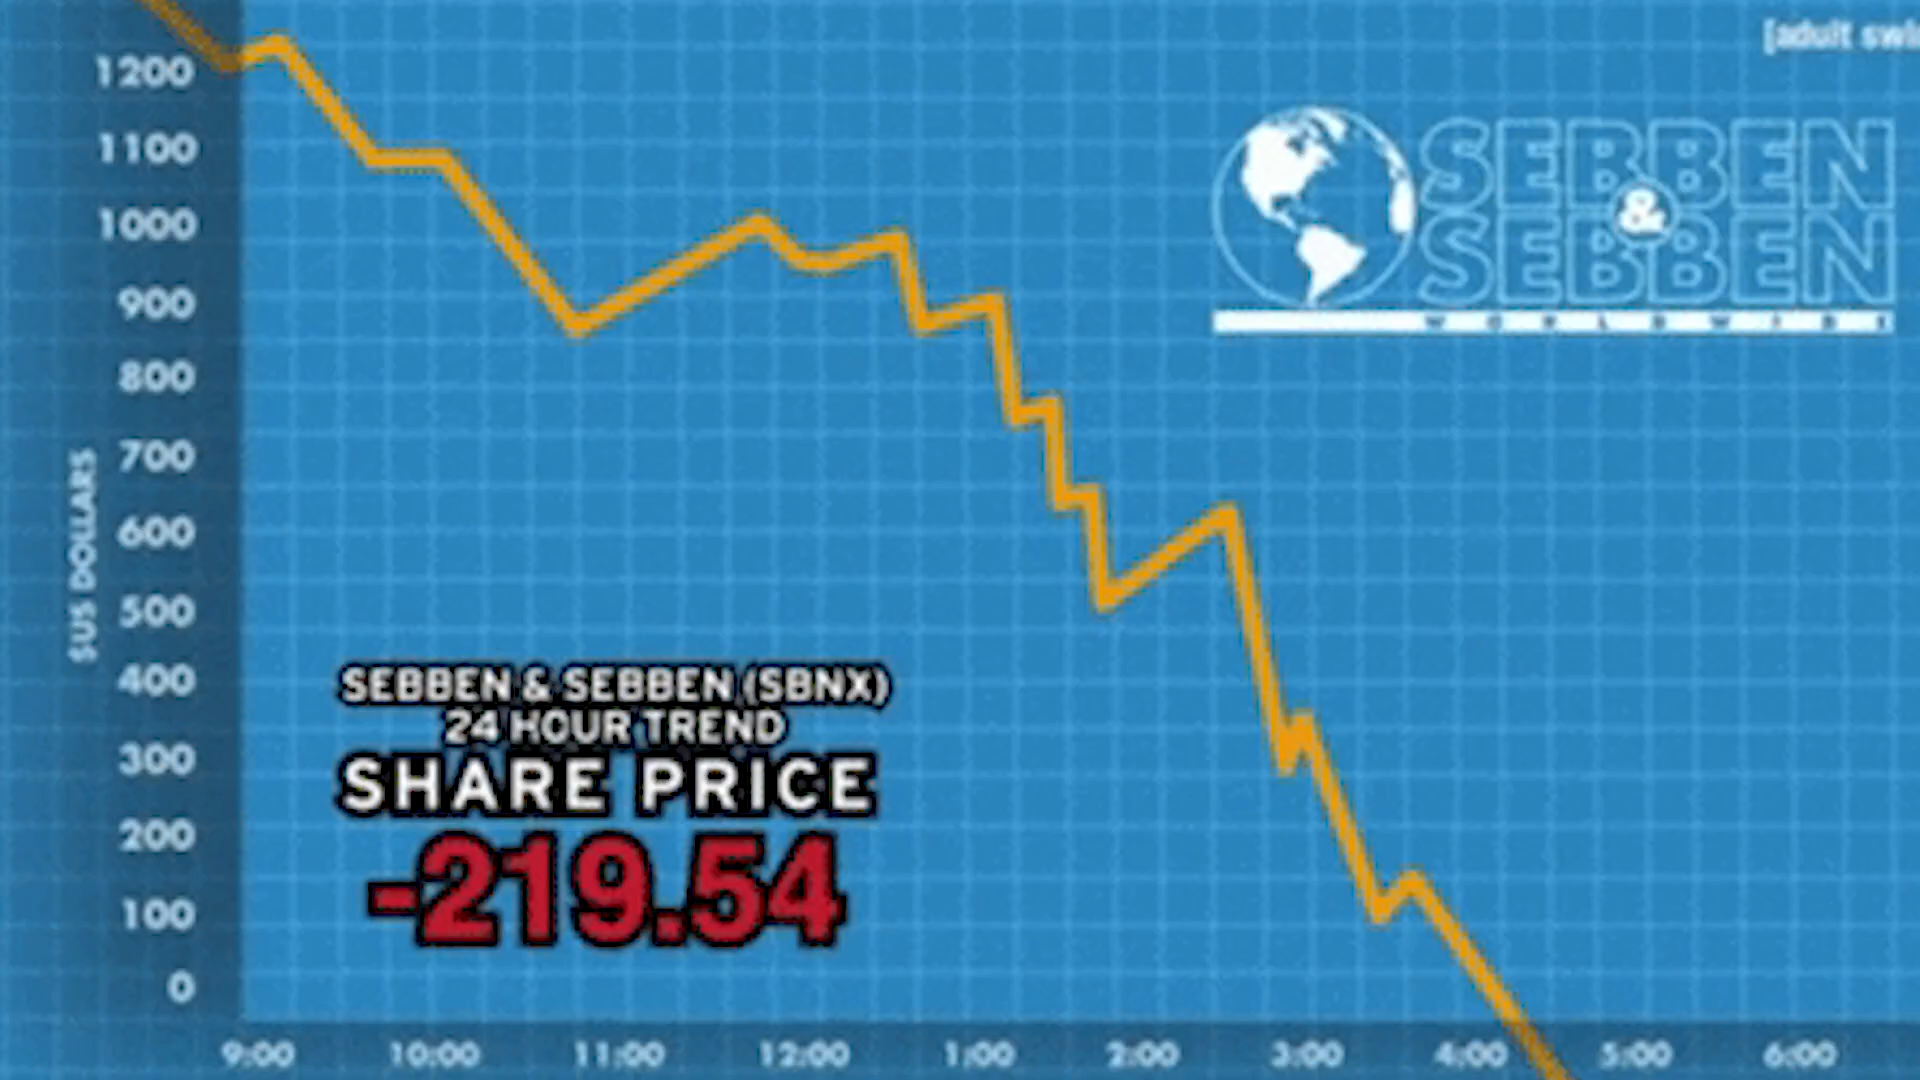 [adult swi
SEBBEN
&
SEBBEN
WORLDWIDE
1200
1100
1000
900
800
700
600
500
400
300
200
100
0
$US DOLLARS
SEBBEN & SEBBEN (SBNX)
24 HOUR TREND
SHARE PRICE
-219.54
9:00 10:00 11:00 12:00 1:00 2:00 3:00 4:00 5:00 6:00